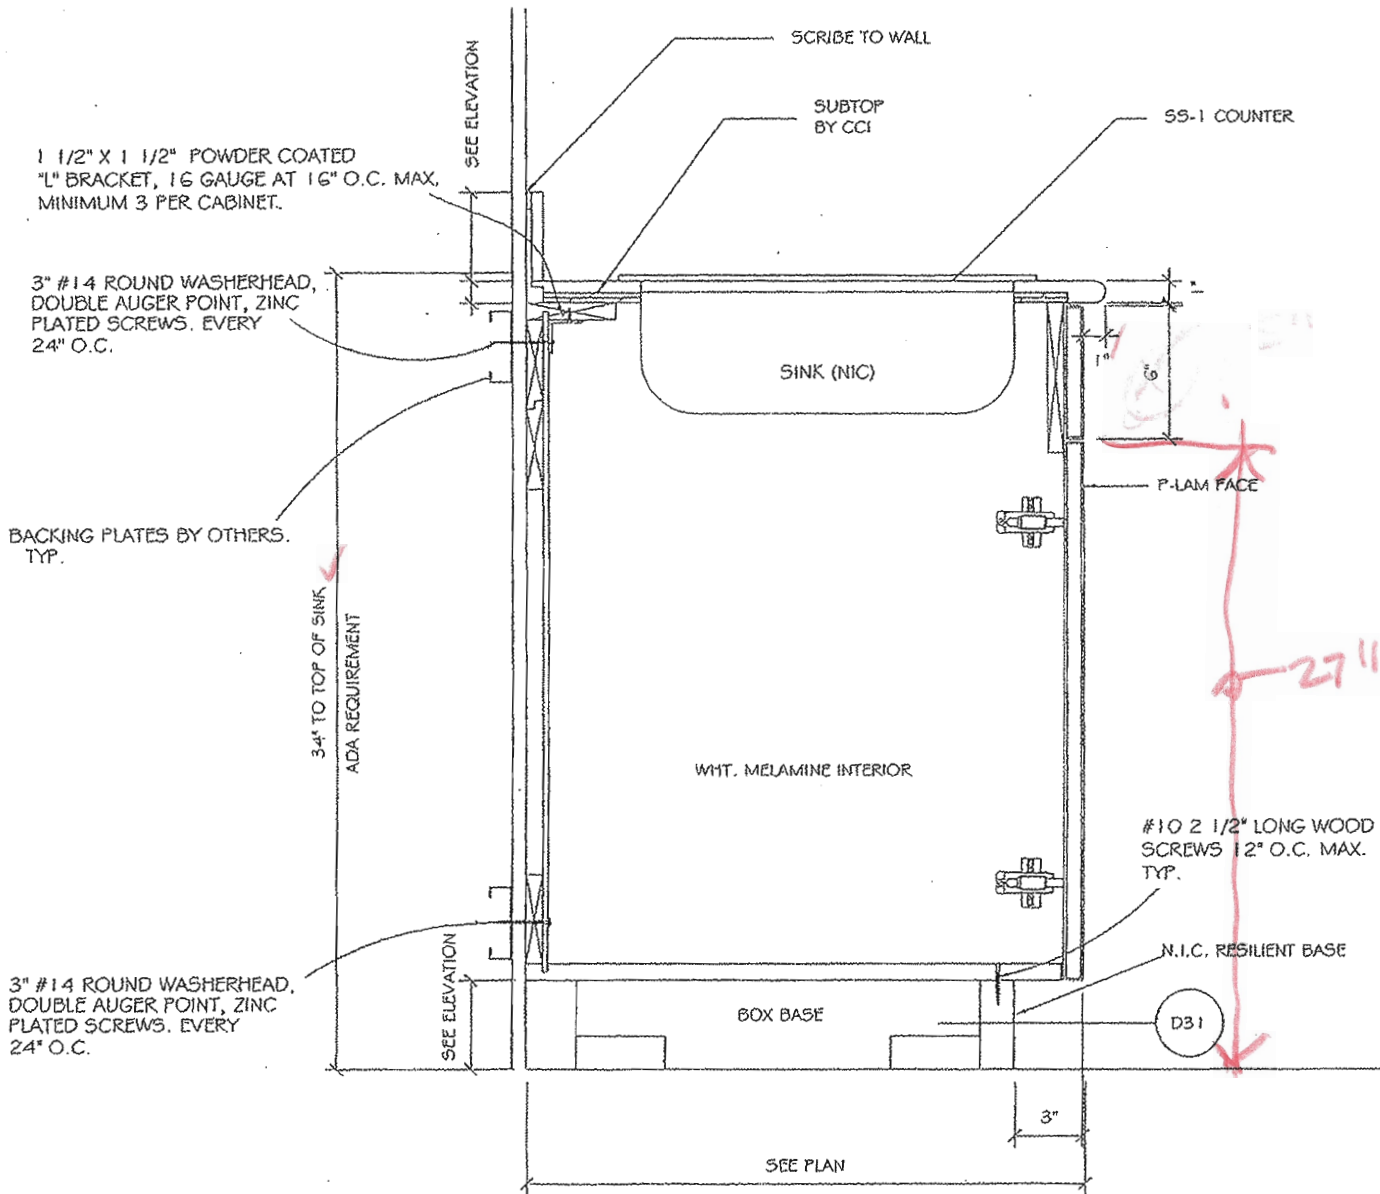 SCRIBE TO WALL
SUBTOP
BY CCI
SS-1 COUNTER
SEE ELEVATION
1 1/2" X 1 1/2" POWDER COATED
"L" BRACKET, 16 GAUGE AT 16" O.C. MAX,
MINIMUM 3 PER CABINET.
3" #14 ROUND WASHERHEAD,
DOUBLE AUGER POINT, ZINC
PLATED SCREWS. EVERY
24" O.C.
1"
1"
6"
5"
SINK (NIC)
P-LAM FACE
BACKING PLATES BY OTHERS.
TYP.
34" TO TOP OF SINK
ADA REQUIREMENT
27"
WHT. MELAMINE INTERIOR
#10 2 1/2" LONG WOOD
SCREWS 12" O.C. MAX.
TYP.
N.I.C. RESILIENT BASE
3" #14 ROUND WASHERHEAD,
DOUBLE AUGER POINT, ZINC
PLATED SCREWS. EVERY
24" O.C.
SEE ELEVATION
BOX BASE
D31
3"
SEE PLAN